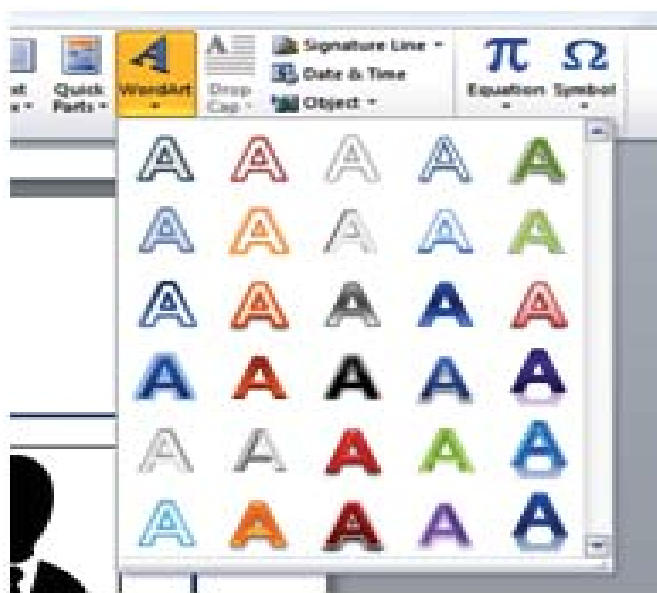 Quick
Parts
WordArt
Drop
Cap
Signature Line
Date & Time
Object
π
Equation
Ω
Symbol
A A A A A
A A A A A
A A A A A
A A A A A
A A A A A
A A A A A